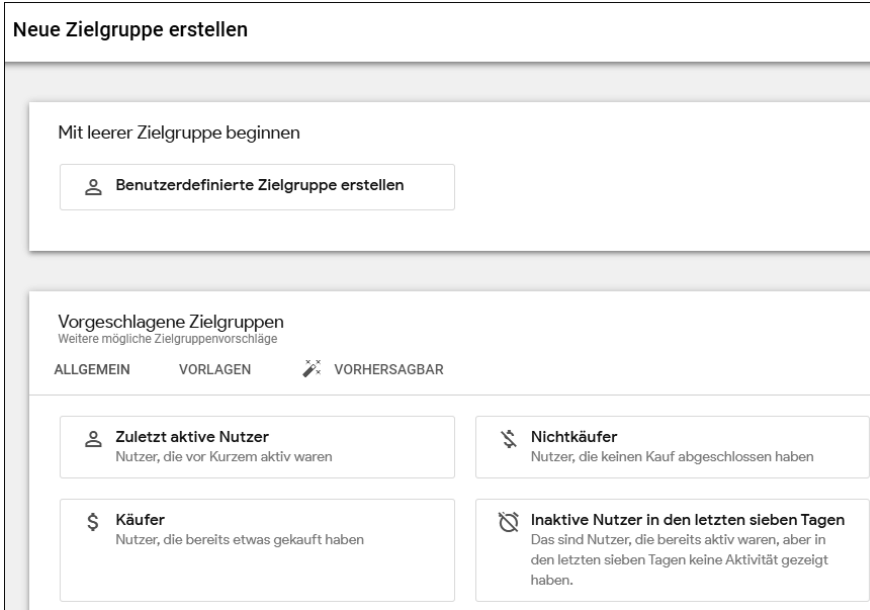 Neue Zielgruppe erstellen
Mit leerer Zielgruppe beginnen
Benutzerdefinierte Zielgruppe erstellen
Vorgeschlagene Zielgruppen
Weitere mögliche Zielgruppenvorschläge
ALLGEMEIN VORLAGEN VORHERSAGBAR
Zuletzt aktive Nutzer
Nutzer, die vor Kurzem aktiv waren
Nichtkäufer
Nutzer, die keinen Kauf abgeschlossen haben
Käufer
Nutzer, die bereits etwas gekauft haben
Inaktive Nutzer in den letzten sieben Tagen
Das sind Nutzer, die bereits aktiv waren, aber in
den letzten sieben Tagen keine Aktivität gezeigt
haben.